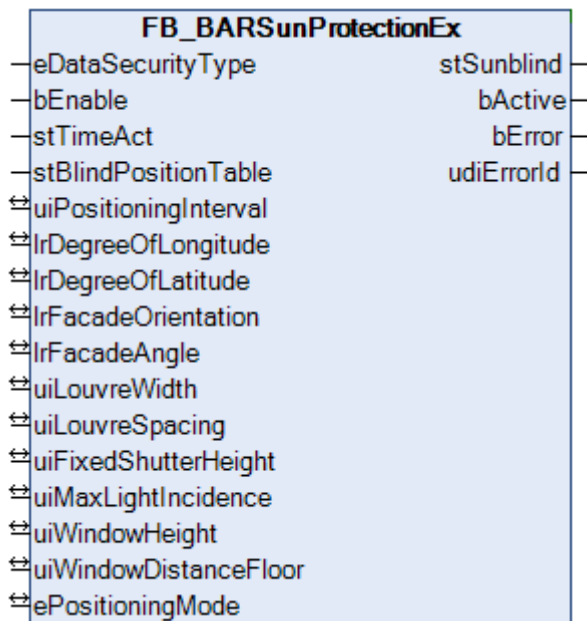 FB_BARSunProtectionEx
eDataSecurityType stSunblind
bEnable bActive
stTimeAct bError
stBlindPositionTable udiErrorId
uiPositioningInterval
lrDegreeOfLongitude
lrDegreeOfLatitude
lrFacadeOrientation
lrFacadeAngle
uiLouvreWidth
uiLouvreSpacing
uiFixedShutterHeight
uiMaxLightIncidence
uiWindowHeight
uiWindowDistanceFloor
ePositioningMode